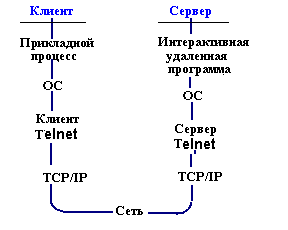 Клиент
Прикладной
процесс
ОС
Клиент
Telnet
TCP/IP
Сервер
Интерактивная
удаленная
программа
ОС
Сервер
Telnet
TCP/IP
Сеть